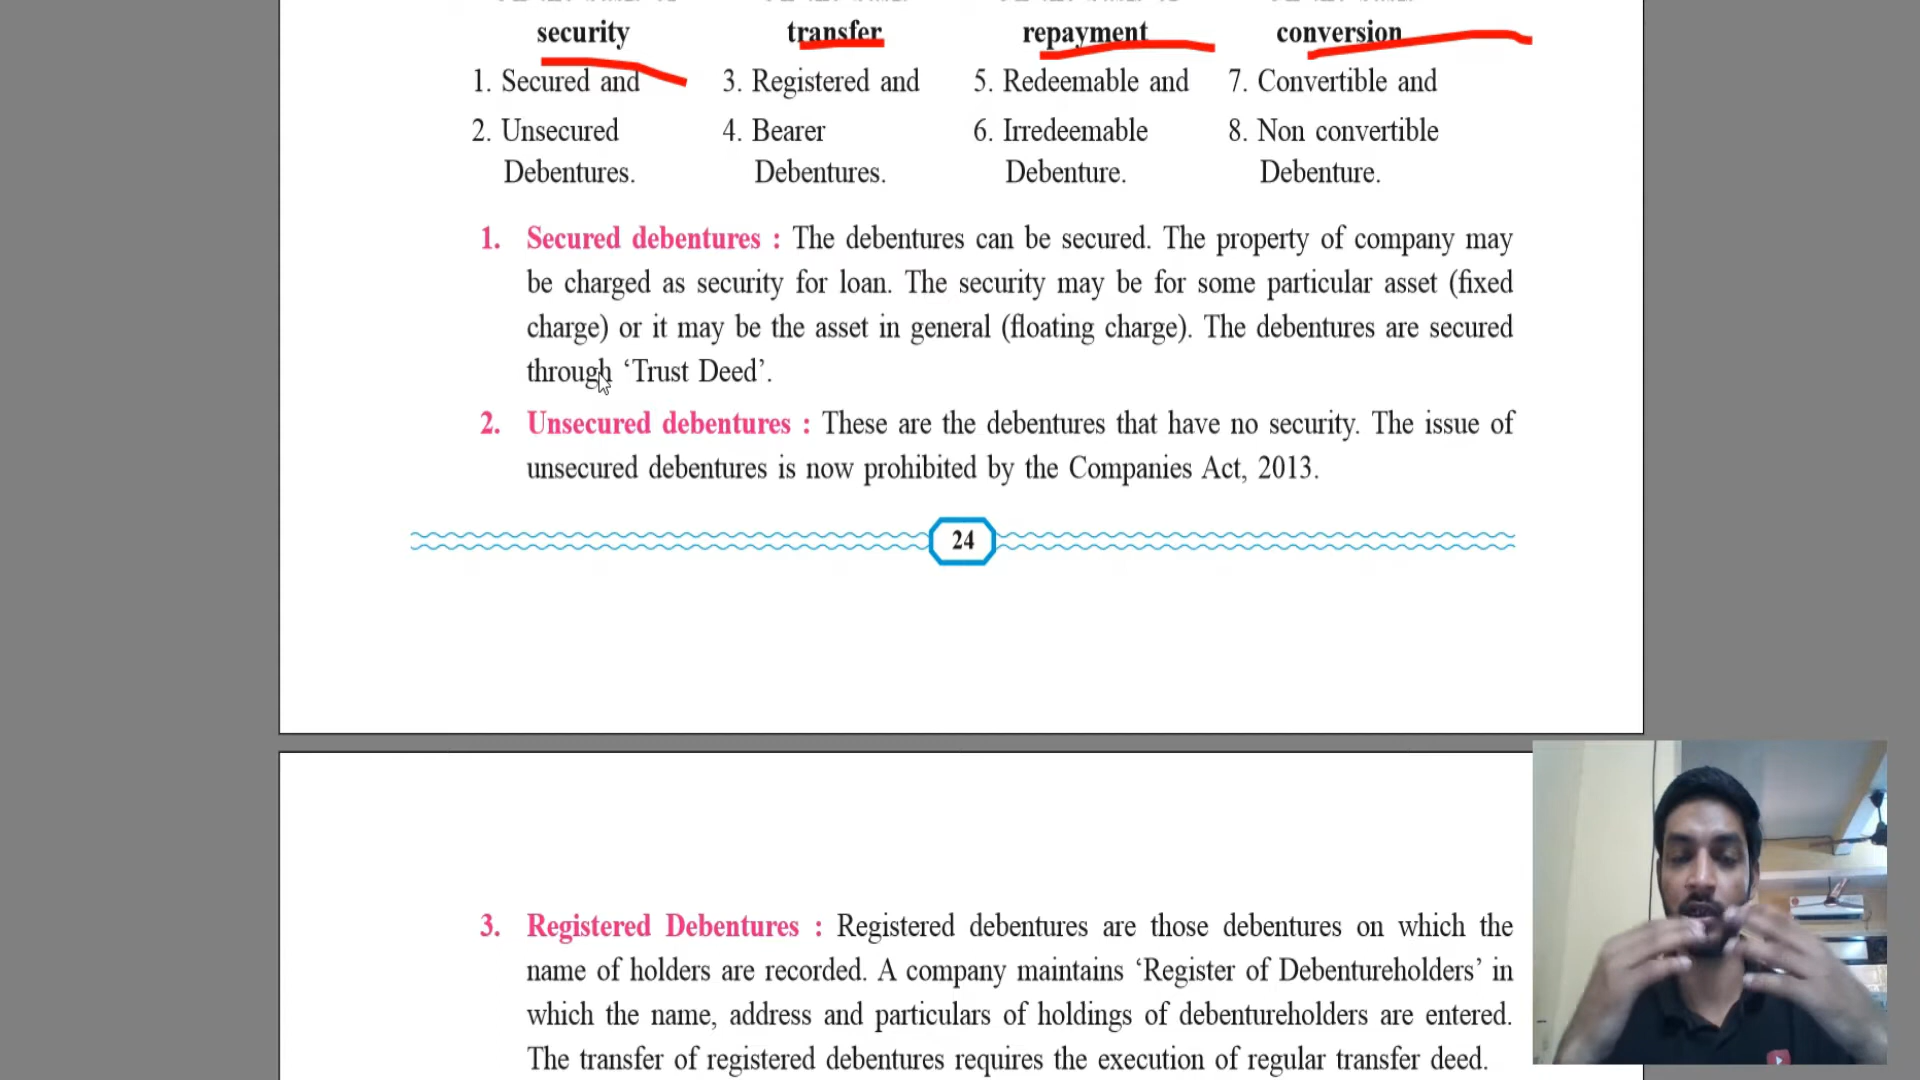 security transfer repayment conversion
1. Secured and 3. Registered and 5. Redeemable and 7. Convertible and
2. Unsecured 4. Bearer 6. Irredeemable 8. Non convertible
Debentures. Debentures. Debenture. Debenture.
1. Secured debentures : The debentures can be secured. The property of company may
be charged as security for loan. The security may be for some particular asset (fixed
charge) or it may be the asset in general (floating charge). The debentures are secured
through ‘Trust Deed’.
2. Unsecured debentures : These are the debentures that have no security. The issue of
unsecured debentures is now prohibited by the Companies Act, 2013.
24
3. Registered Debentures : Registered debentures are those debentures on which the
name of holders are recorded. A company maintains ‘Register of Debentureholders’ in
which the name, address and particulars of holdings of debentureholders are entered.
The transfer of registered debentures requires the execution of regular transfer deed.